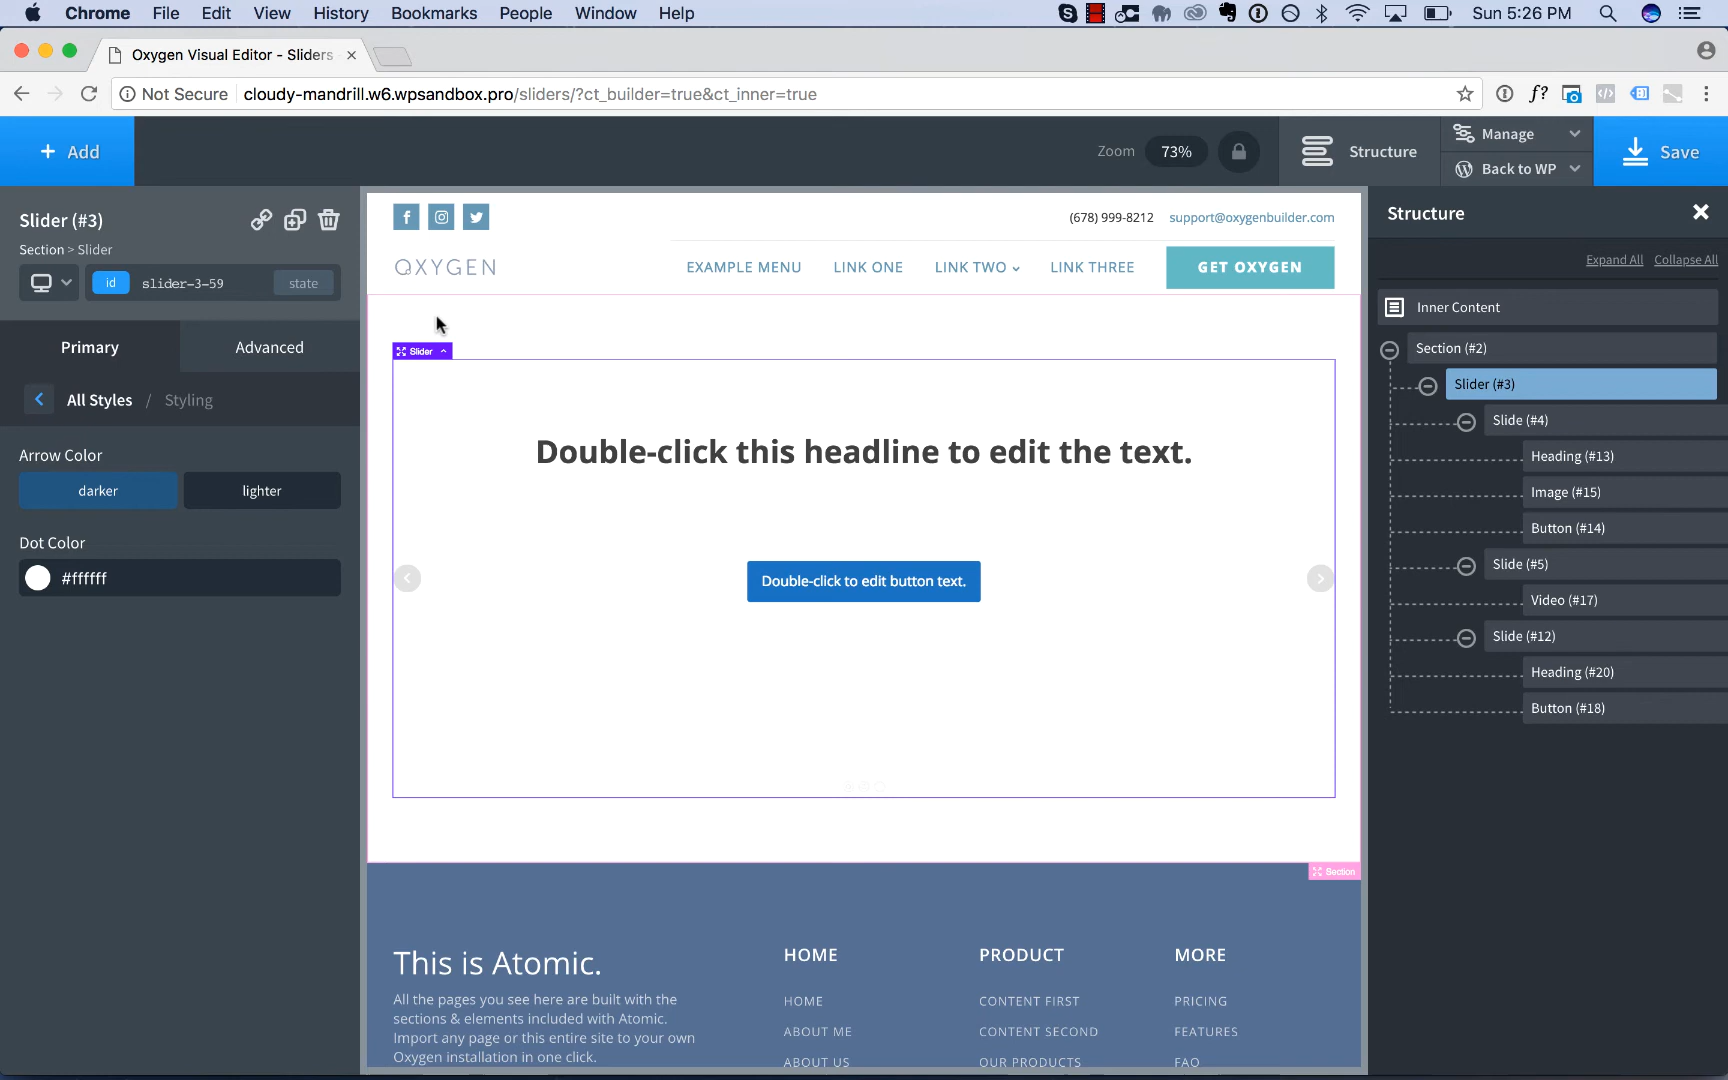 Chrome File Edit View History Bookmarks People Window Help Sun 5:26 PM
Oxygen Visual Editor - Sliders
Not Secure cloudy-mandrill.w6.wpsandbox.pro/sliders/?ct_builder=true&ct_inner=true
+ Add
Zoom 73%
Structure
Manage
Back to WP
Save
Slider (#3)
Section > Slider
id slider-3-59 state
Primary Advanced
All Styles / Styling
Arrow Color
darker lighter
Dot Color
#ffffff
(678) 999-8212 support@oxygenbuilder.com
OXYGEN
EXAMPLE MENU LINK ONE LINK TWO LINK THREE GET OXYGEN
Slider
Double-click this headline to edit the text.
Double-click to edit button text.
Section
This is Atomic.
All the pages you see here are built with the
sections & elements included with Atomic.
Import any page or this entire site to your own
Oxygen installation in one click.
HOME
HOME
ABOUT ME
ABOUT US
PRODUCT
CONTENT FIRST
CONTENT SECOND
OUR PRODUCTS
MORE
PRICING
FEATURES
FAQ
Structure
Expand All Collapse All
Inner Content
Section (#2)
Slider (#3)
Slide (#4)
Heading (#13)
Image (#15)
Button (#14)
Slide (#5)
Video (#17)
Slide (#12)
Heading (#20)
Button (#18)